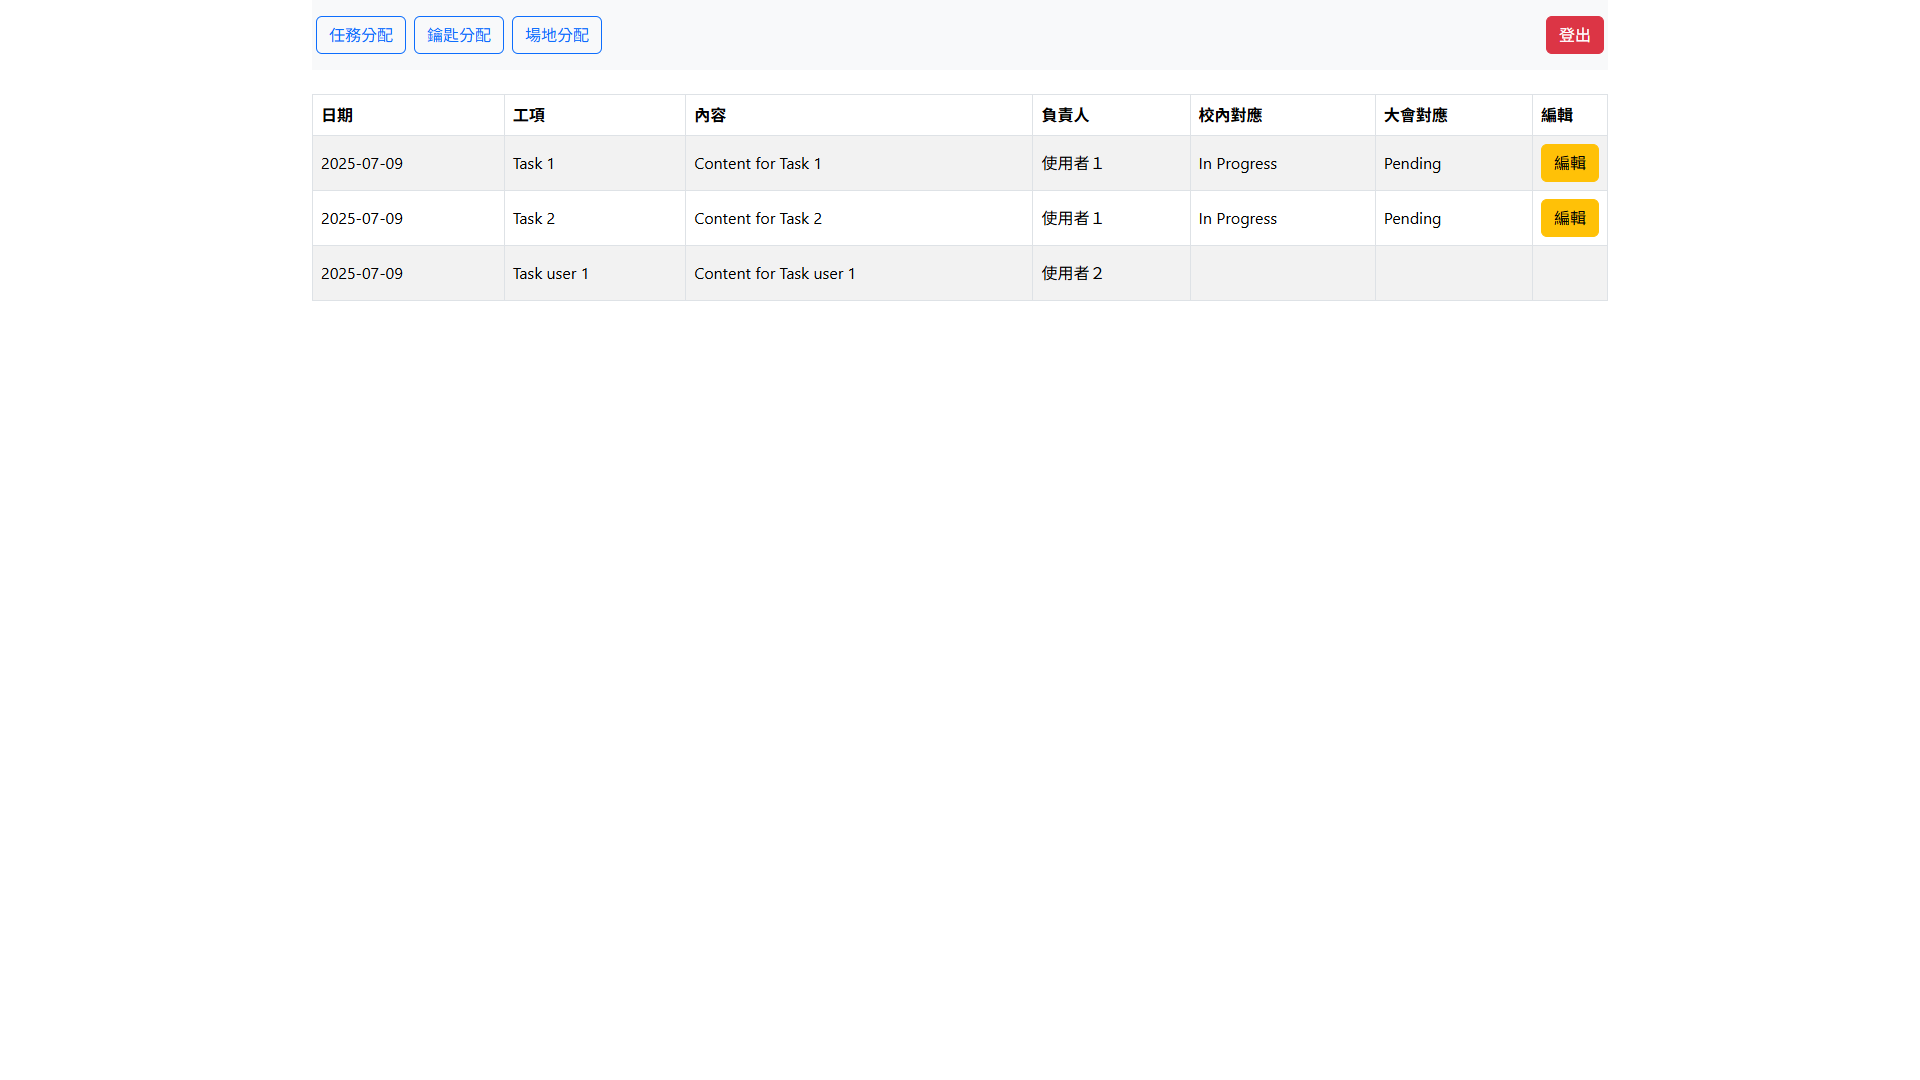 任務分配 鑰匙分配 場地分配 登出
日期 工項 內容 負責人 校內對應 大會對應 編輯
2025-07-09 Task 1 Content for Task 1 使用者１ In Progress Pending 編輯
2025-07-09 Task 2 Content for Task 2 使用者１ In Progress Pending 編輯
2025-07-09 Task user 1 Content for Task user 1 使用者２